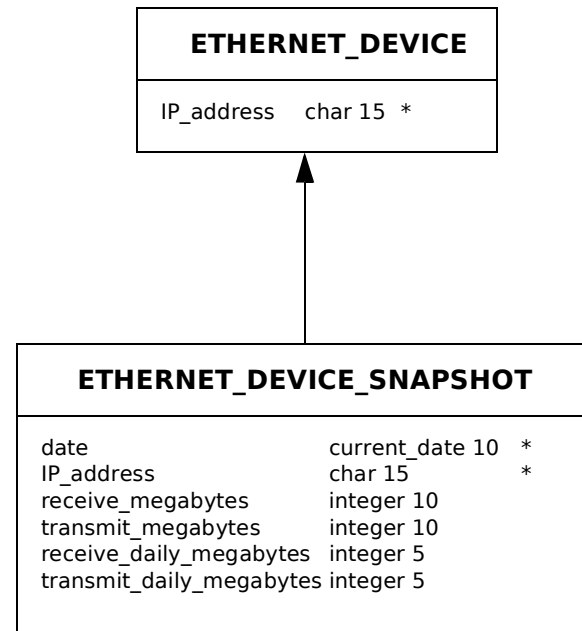 ETHERNET_DEVICE
IP_address char 15 *
ETHERNET_DEVICE_SNAPSHOT
date current_date 10 *
IP_address char 15 *
receive_megabytes integer 10
transmit_megabytes integer 10
receive_daily_megabytes integer 5
transmit_daily_megabytes integer 5